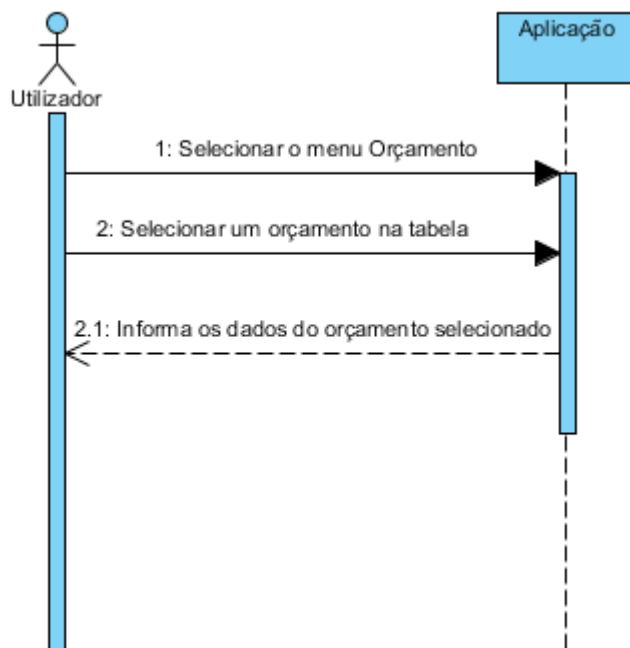 Aplicação
Utilizador
1: Selecionar o menu Orçamento
2: Selecionar um orçamento na tabela
2.1: Informa os dados do orçamento selecionado